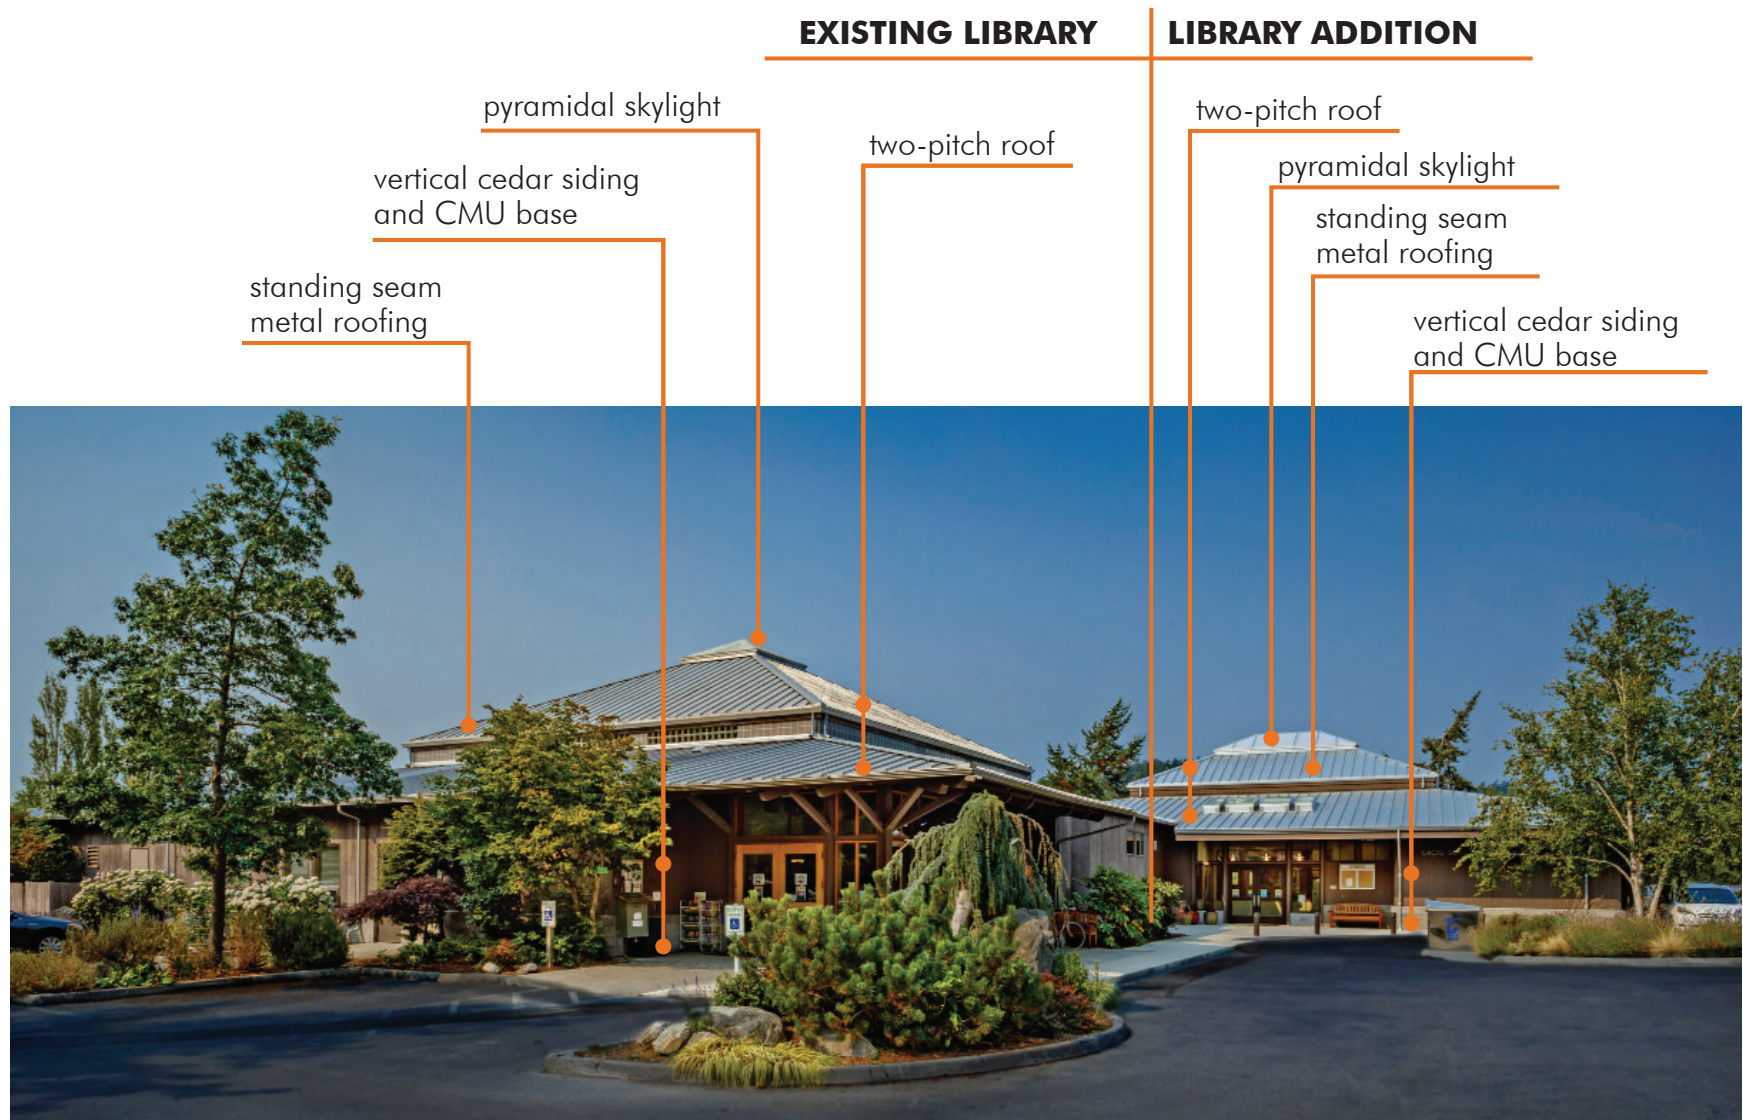 EXISTING LIBRARY
LIBRARY ADDITION
pyramidal skylight
two-pitch roof
vertical cedar siding
and CMU base
standing seam
metal roofing
two-pitch roof
pyramidal skylight
standing seam
metal roofing
vertical cedar siding
and CMU base